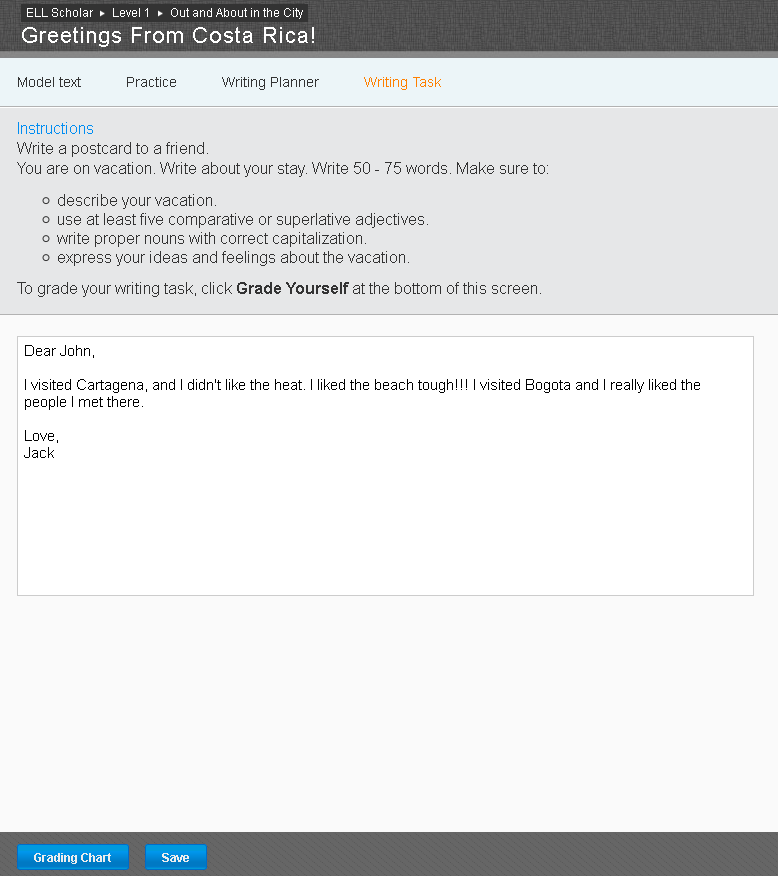 ELL Scholar ▸ Level 1 ▸ Out and About in the City
Greetings From Costa Rica!
Model text Practice Writing Planner Writing Task
Instructions
Write a postcard to a friend.
You are on vacation. Write about your stay. Write 50 - 75 words. Make sure to:
describe your vacation.
use at least five comparative or superlative adjectives.
write proper nouns with correct capitalization.
express your ideas and feelings about the vacation.
To grade your writing task, click Grade Yourself at the bottom of this screen.
Dear John,
I visited Cartagena, and I didn't like the heat. I liked the beach tough!!! I visited Bogota and I really liked the
people I met there.
Love,
Jack
Grading Chart Save